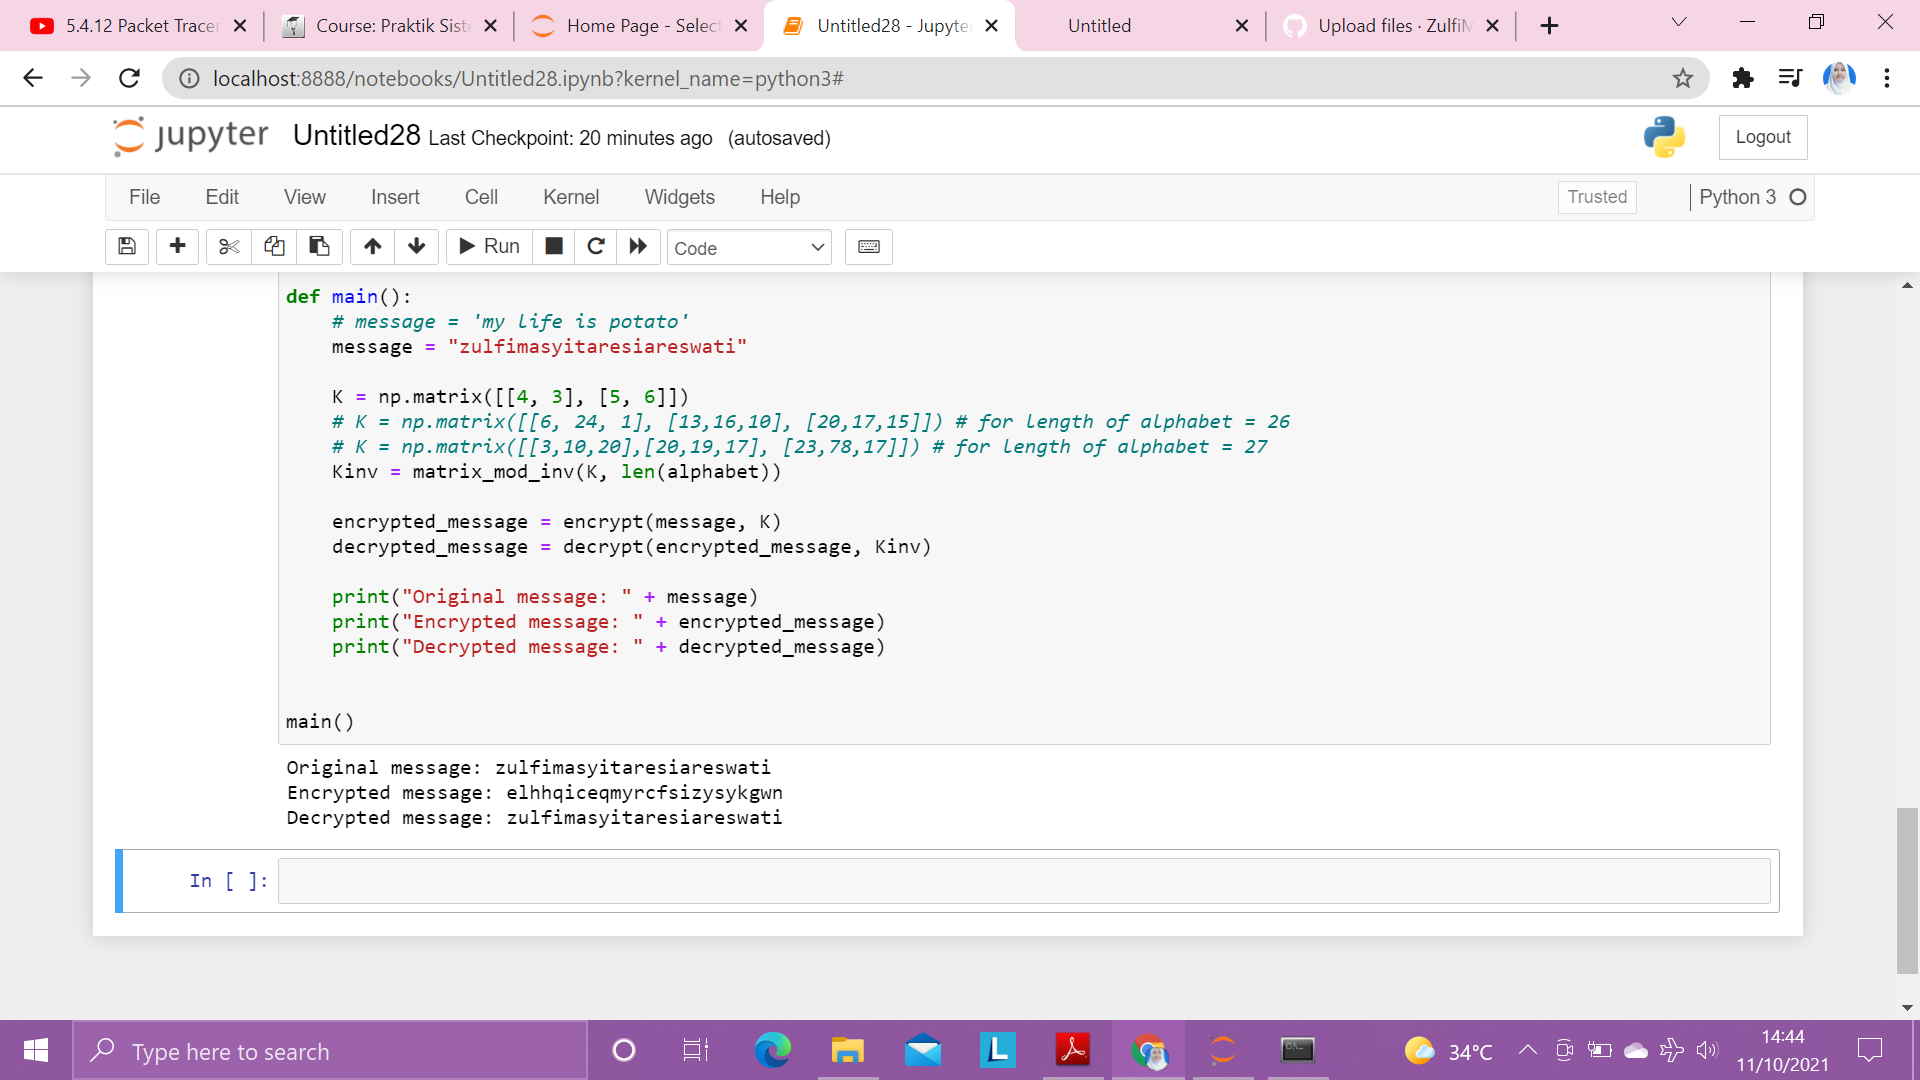 5.4.12 Packet Tracer
Course: Praktik Siste
Home Page - Select
Untitled28 - Jupyter
Untitled
Upload files · ZulfiM
localhost:8888/notebooks/Untitled28.ipynb?kernel_name=python3#
jupyter Untitled28 Last Checkpoint: 20 minutes ago (autosaved)
Logout
File Edit View Insert Cell Kernel Widgets Help
Trusted
Python 3
Run
Code
def main():
    # message = 'my life is potato'
    message = "zulfimasyitaresiareswati"
    K = np.matrix([[4, 3], [5, 6]])
    # K = np.matrix([[6, 24, 1], [13,16,10], [20,17,15]]) # for length of alphabet = 26
    # K = np.matrix([[3,10,20],[20,19,17], [23,78,17]]) # for length of alphabet = 27
    Kinv = matrix_mod_inv(K, len(alphabet))
    encrypted_message = encrypt(message, K)
    decrypted_message = decrypt(encrypted_message, Kinv)
    print("Original message: " + message)
    print("Encrypted message: " + encrypted_message)
    print("Decrypted message: " + decrypted_message)
main()
Original message: zulfimasyitaresiareswati
Encrypted message: elhhqiceqmyrcfsizysykgwn
Decrypted message: zulfimasyitaresiareswati
In [ ]:
Type here to search
L
34°C
14:44
11/10/2021